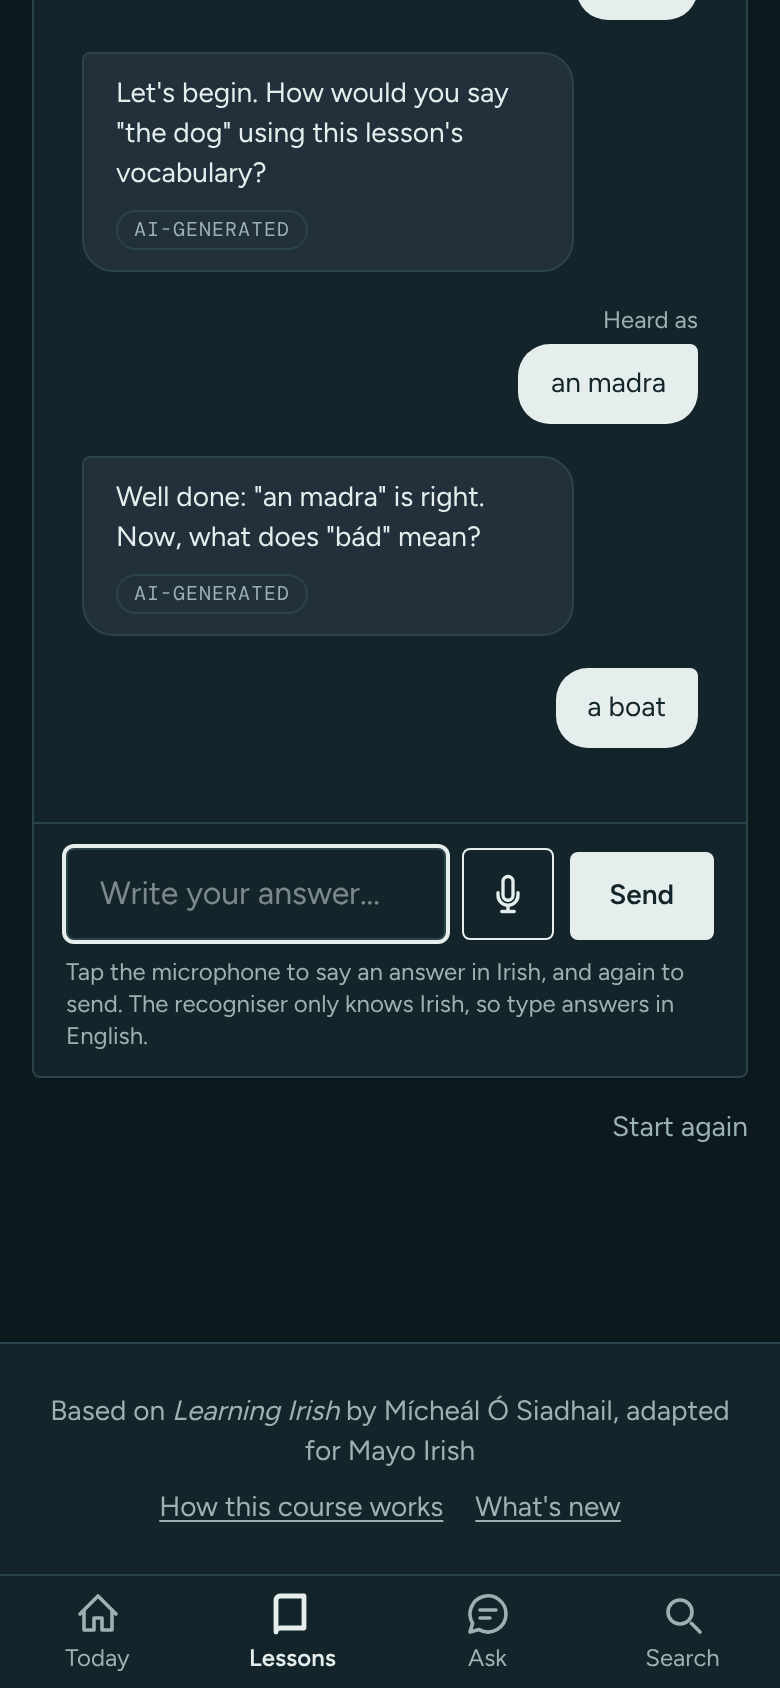 Let's begin. How would you say
"the dog" using this lesson's
vocabulary?
AI-GENERATED
Heard as
an madra
Well done: "an madra" is right.
Now, what does "bád" mean?
AI-GENERATED
a boat
Write your answer...
Send
Tap the microphone to say an answer in Irish, and again to
send. The recogniser only knows Irish, so type answers in
English.
Start again
Based on Learning Irish by Mícheál Ó Siadhail, adapted
for Mayo Irish
How this course works What's new
Today Lessons Ask Search